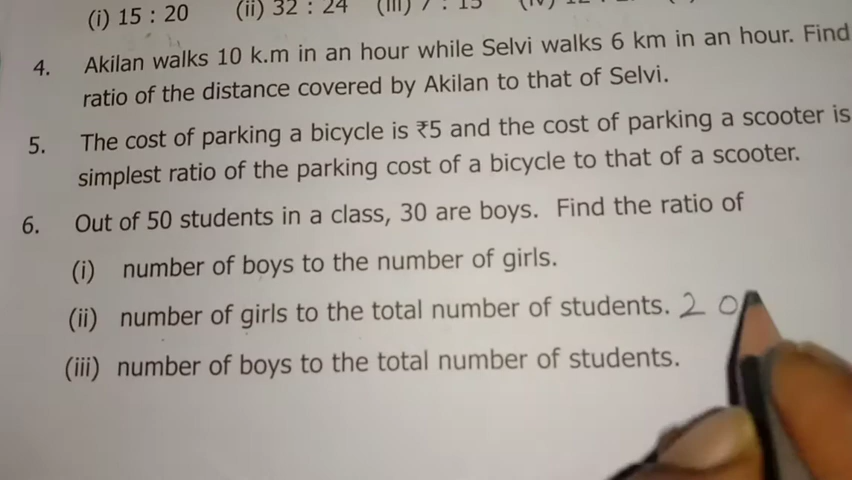 (i) 15 : 20 (ii) 32 : 24 (iii) 7 : 15
4. Akilan walks 10 k.m in an hour while Selvi walks 6 km in an hour. Find
ratio of the distance covered by Akilan to that of Selvi.
5. The cost of parking a bicycle is ₹5 and the cost of parking a scooter is
simplest ratio of the parking cost of a bicycle to that of a scooter.
6. Out of 50 students in a class, 30 are boys. Find the ratio of
(i) number of boys to the number of girls.
(ii) number of girls to the total number of students. 20
(iii) number of boys to the total number of students.